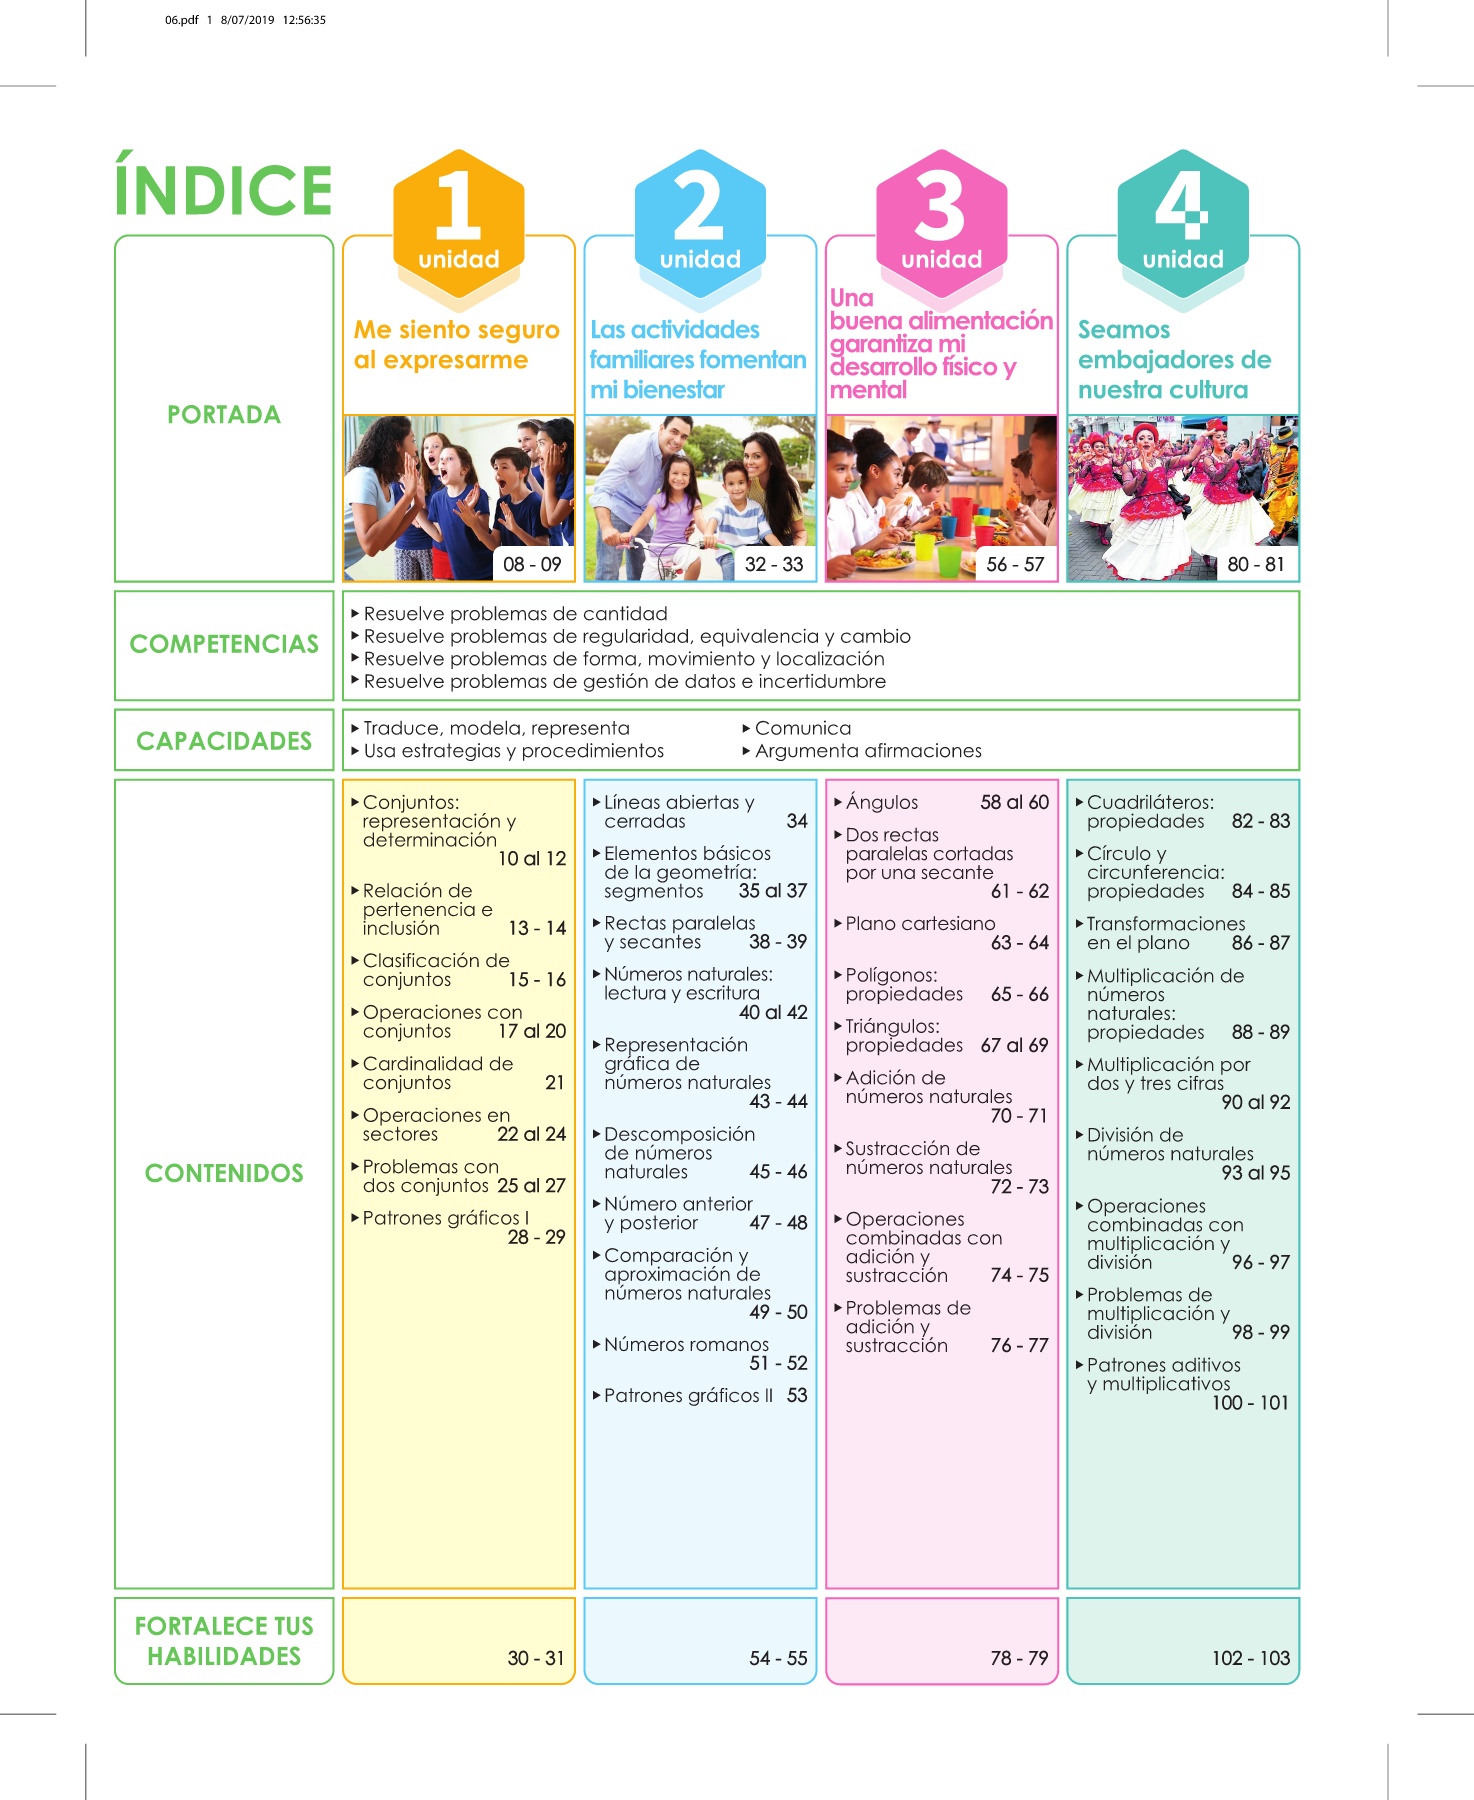 06.pdf 1 8/07/2019 12:56:35
ÍNDICE
1
unidad
2
unidad
3
unidad
4
unidad
PORTADA
Me siento seguro
al expresarme
08 - 09
Las actividades
familiares fomentan
mi bienestar
32 - 33
Una
buena alimentación
garantiza mi
desarrollo físico y
mental
56 - 57
Seamos
embajadores de
nuestra cultura
80 - 81
COMPETENCIAS
Resuelve problemas de cantidad
Resuelve problemas de regularidad, equivalencia y cambio
Resuelve problemas de forma, movimiento y localización
Resuelve problemas de gestión de datos e incertidumbre
CAPACIDADES
Traduce, modela, representa
Usa estrategias y procedimientos
Comunica
Argumenta afirmaciones
CONTENIDOS
Conjuntos:
representación y
determinación
10 al 12
Relación de
pertenencia e
inclusión 13 - 14
Clasificación de
conjuntos 15 - 16
Operaciones con
conjuntos 17 al 20
Cardinalidad de
conjuntos 21
Operaciones en
sectores 22 al 24
Problemas con
dos conjuntos 25 al 27
Patrones gráficos I
28 - 29
Líneas abiertas y
cerradas 34
Elementos básicos
de la geometría:
segmentos 35 al 37
Rectas paralelas
y secantes 38 - 39
Números naturales:
lectura y escritura
40 al 42
Representación
gráfica de
números naturales
43 - 44
Descomposición
de números
naturales 45 - 46
Número anterior
y posterior 47 - 48
Comparación y
aproximación de
números naturales
49 - 50
Números romanos
51 - 52
Patrones gráficos II 53
Ángulos 58 al 60
Dos rectas
paralelas cortadas
por una secante
61 - 62
Plano cartesiano
63 - 64
Polígonos:
propiedades 65 - 66
Triángulos:
propiedades 67 al 69
Adición de
números naturales
70 - 71
Sustracción de
números naturales
72 - 73
Operaciones
combinadas con
adición y
sustracción 74 - 75
Problemas de
adición y
sustracción 76 - 77
Cuadriláteros:
propiedades 82 - 83
Círculo y
circunferencia:
propiedades 84 - 85
Transformaciones
en el plano 86 - 87
Multiplicación de
números
naturales:
propiedades 88 - 89
Multiplicación por
dos y tres cifras
90 al 92
División de
números naturales
93 al 95
Operaciones
combinadas con
multiplicación y
división 96 - 97
Problemas de
multiplicación y
división 98 - 99
Patrones aditivos
y multiplicativos
100 - 101
FORTALECE TUS
HABILIDADES
30 - 31
54 - 55
78 - 79
102 - 103